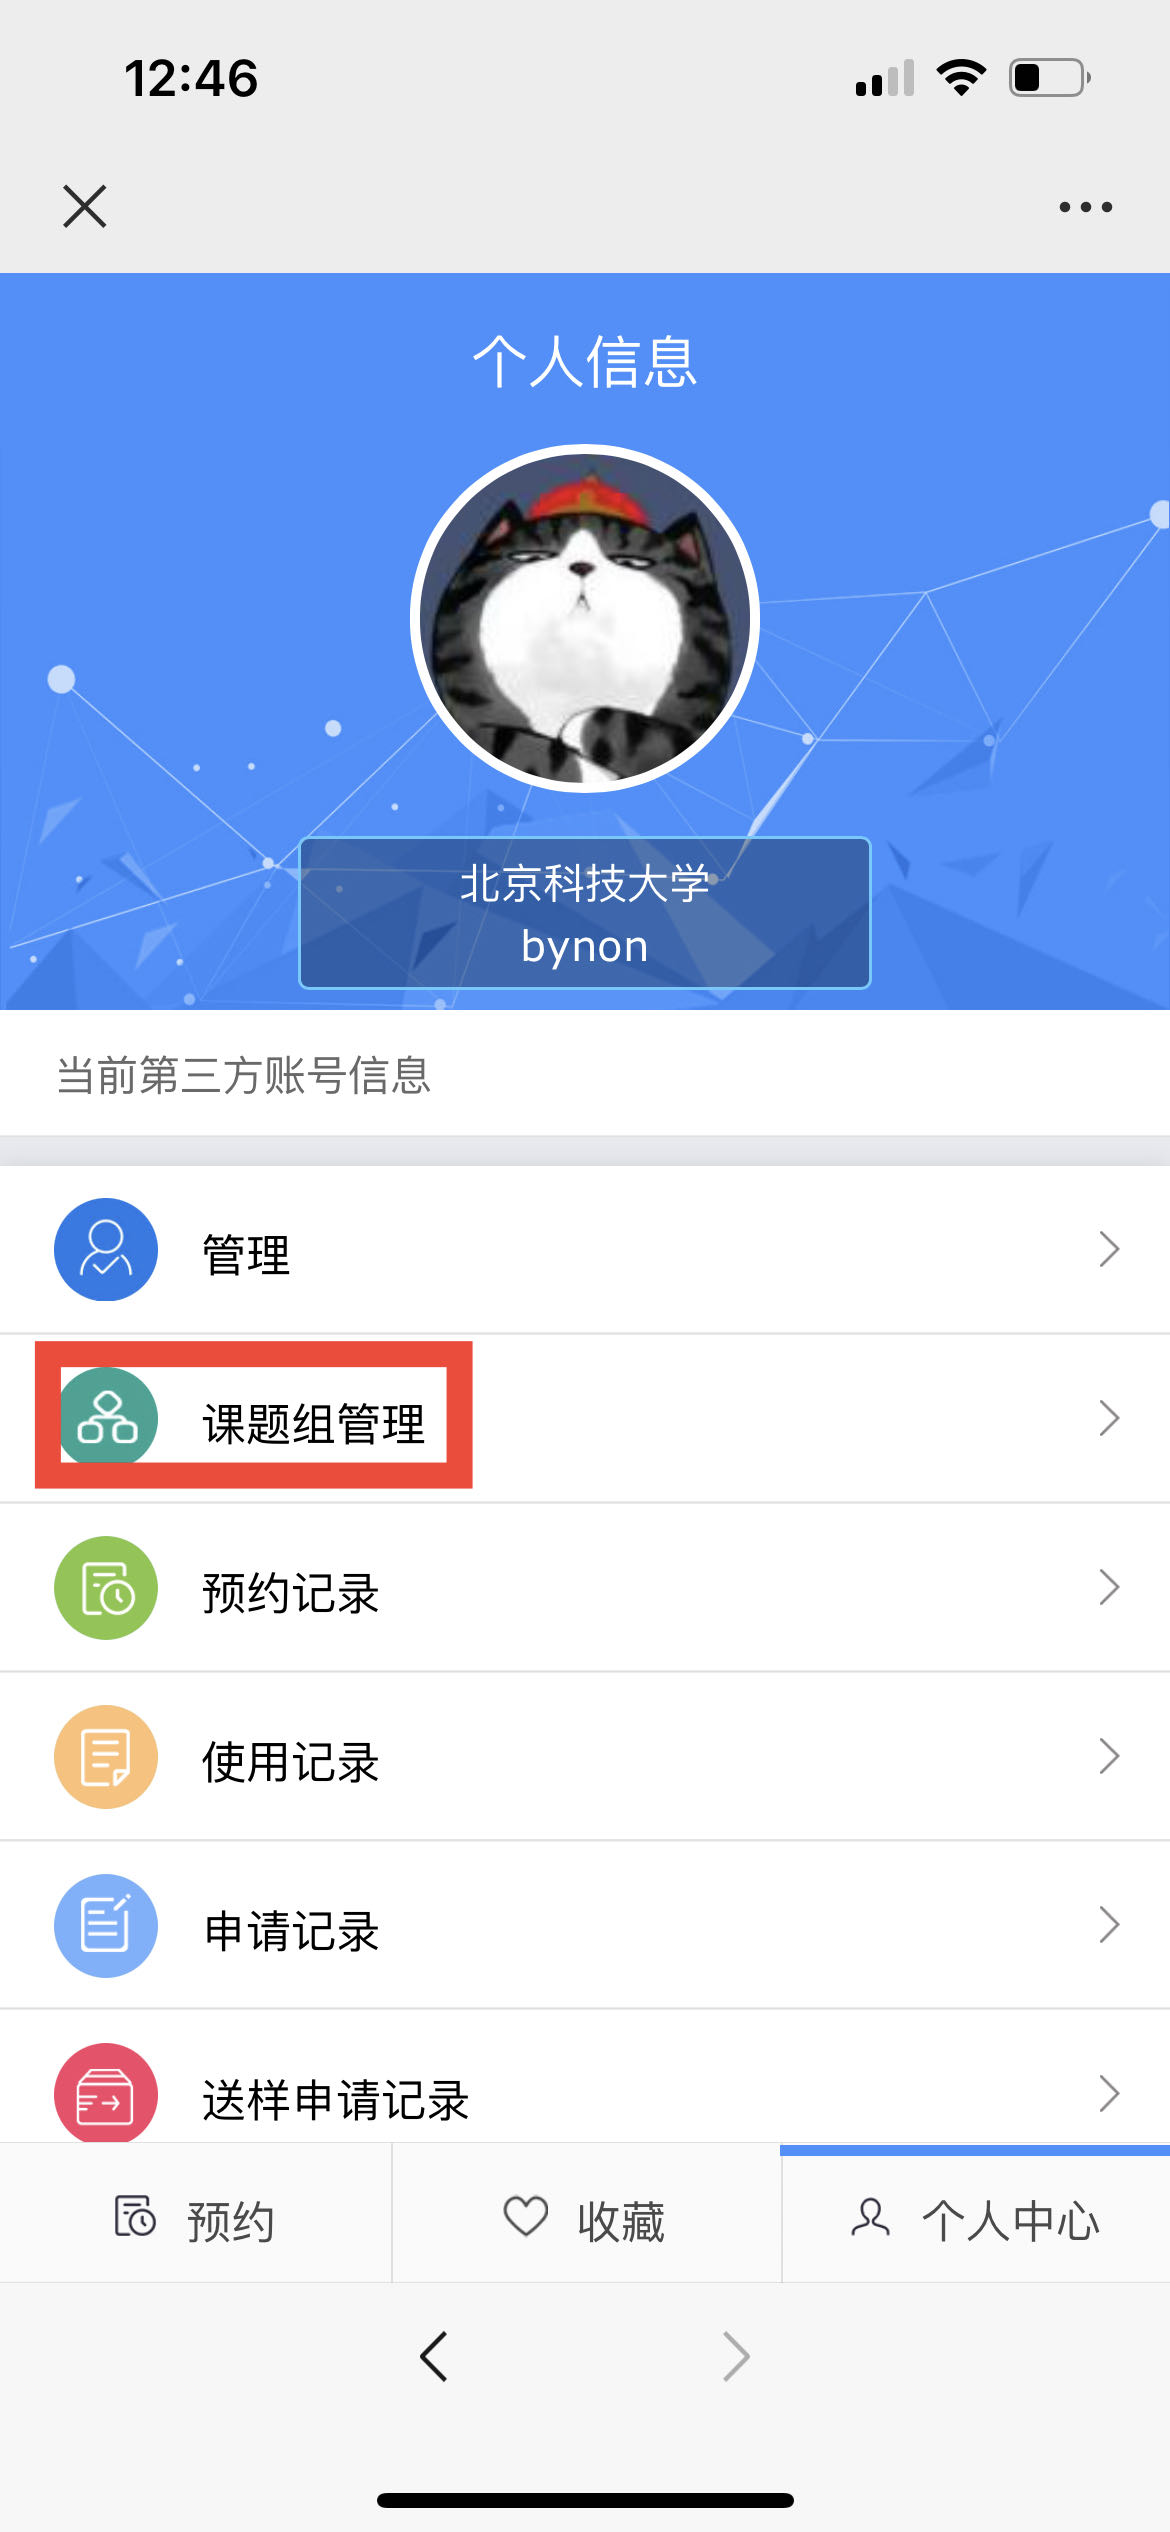 12:46
个人信息
北京科技大学
bynon
当前第三方账号信息
管理
课题组管理
预约记录
使用记录
申请记录
送样申请记录
预约
收藏
个人中心